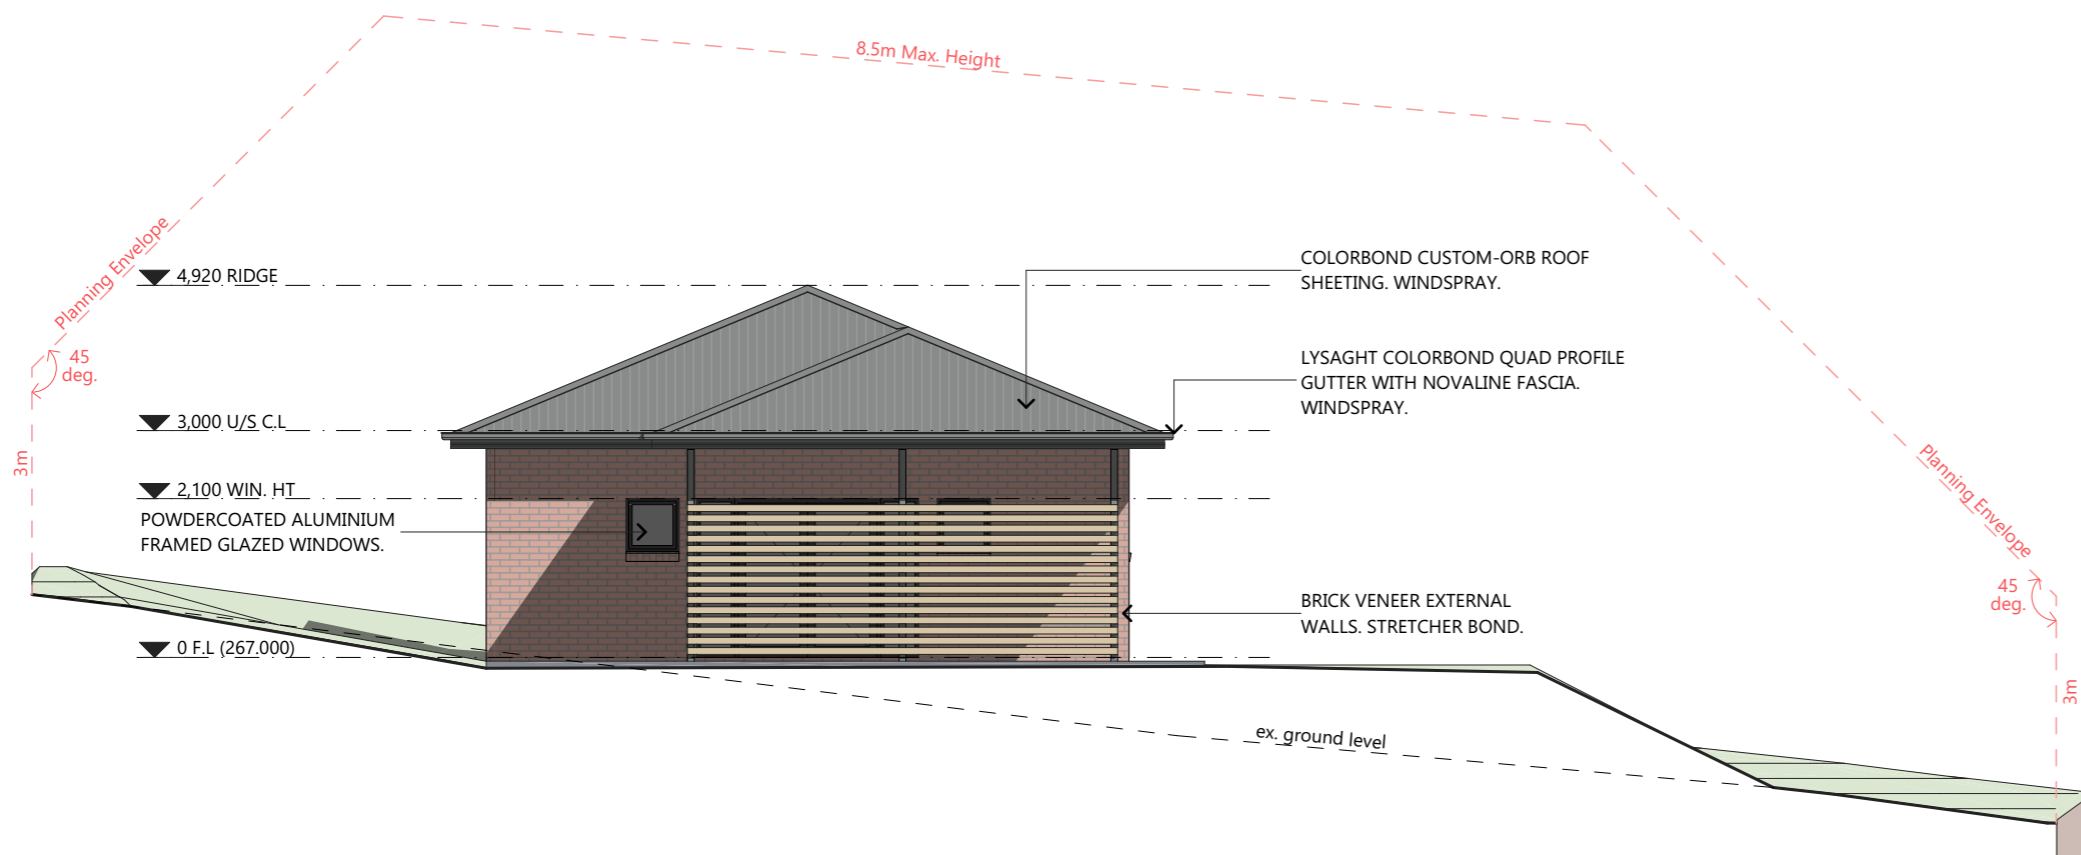 8.5m Max. Height
Planning Envelope
45
deg.
3m
4,920 RIDGE
3,000 U/S C.L
2,100 WIN. HT
POWDERCOATED ALUMINIUM
FRAMED GLAZED WINDOWS.
0 F.L (267.000)
COLORBOND CUSTOM-ORB ROOF
SHEETING. WINDSPRAY.
LYSAGHT COLORBOND QUAD PROFILE
GUTTER WITH NOVALINE FASCIA.
WINDSPRAY.
BRICK VENEER EXTERNAL
WALLS. STRETCHER BOND.
ex. ground level
Planning Envelope
45
deg.
3m